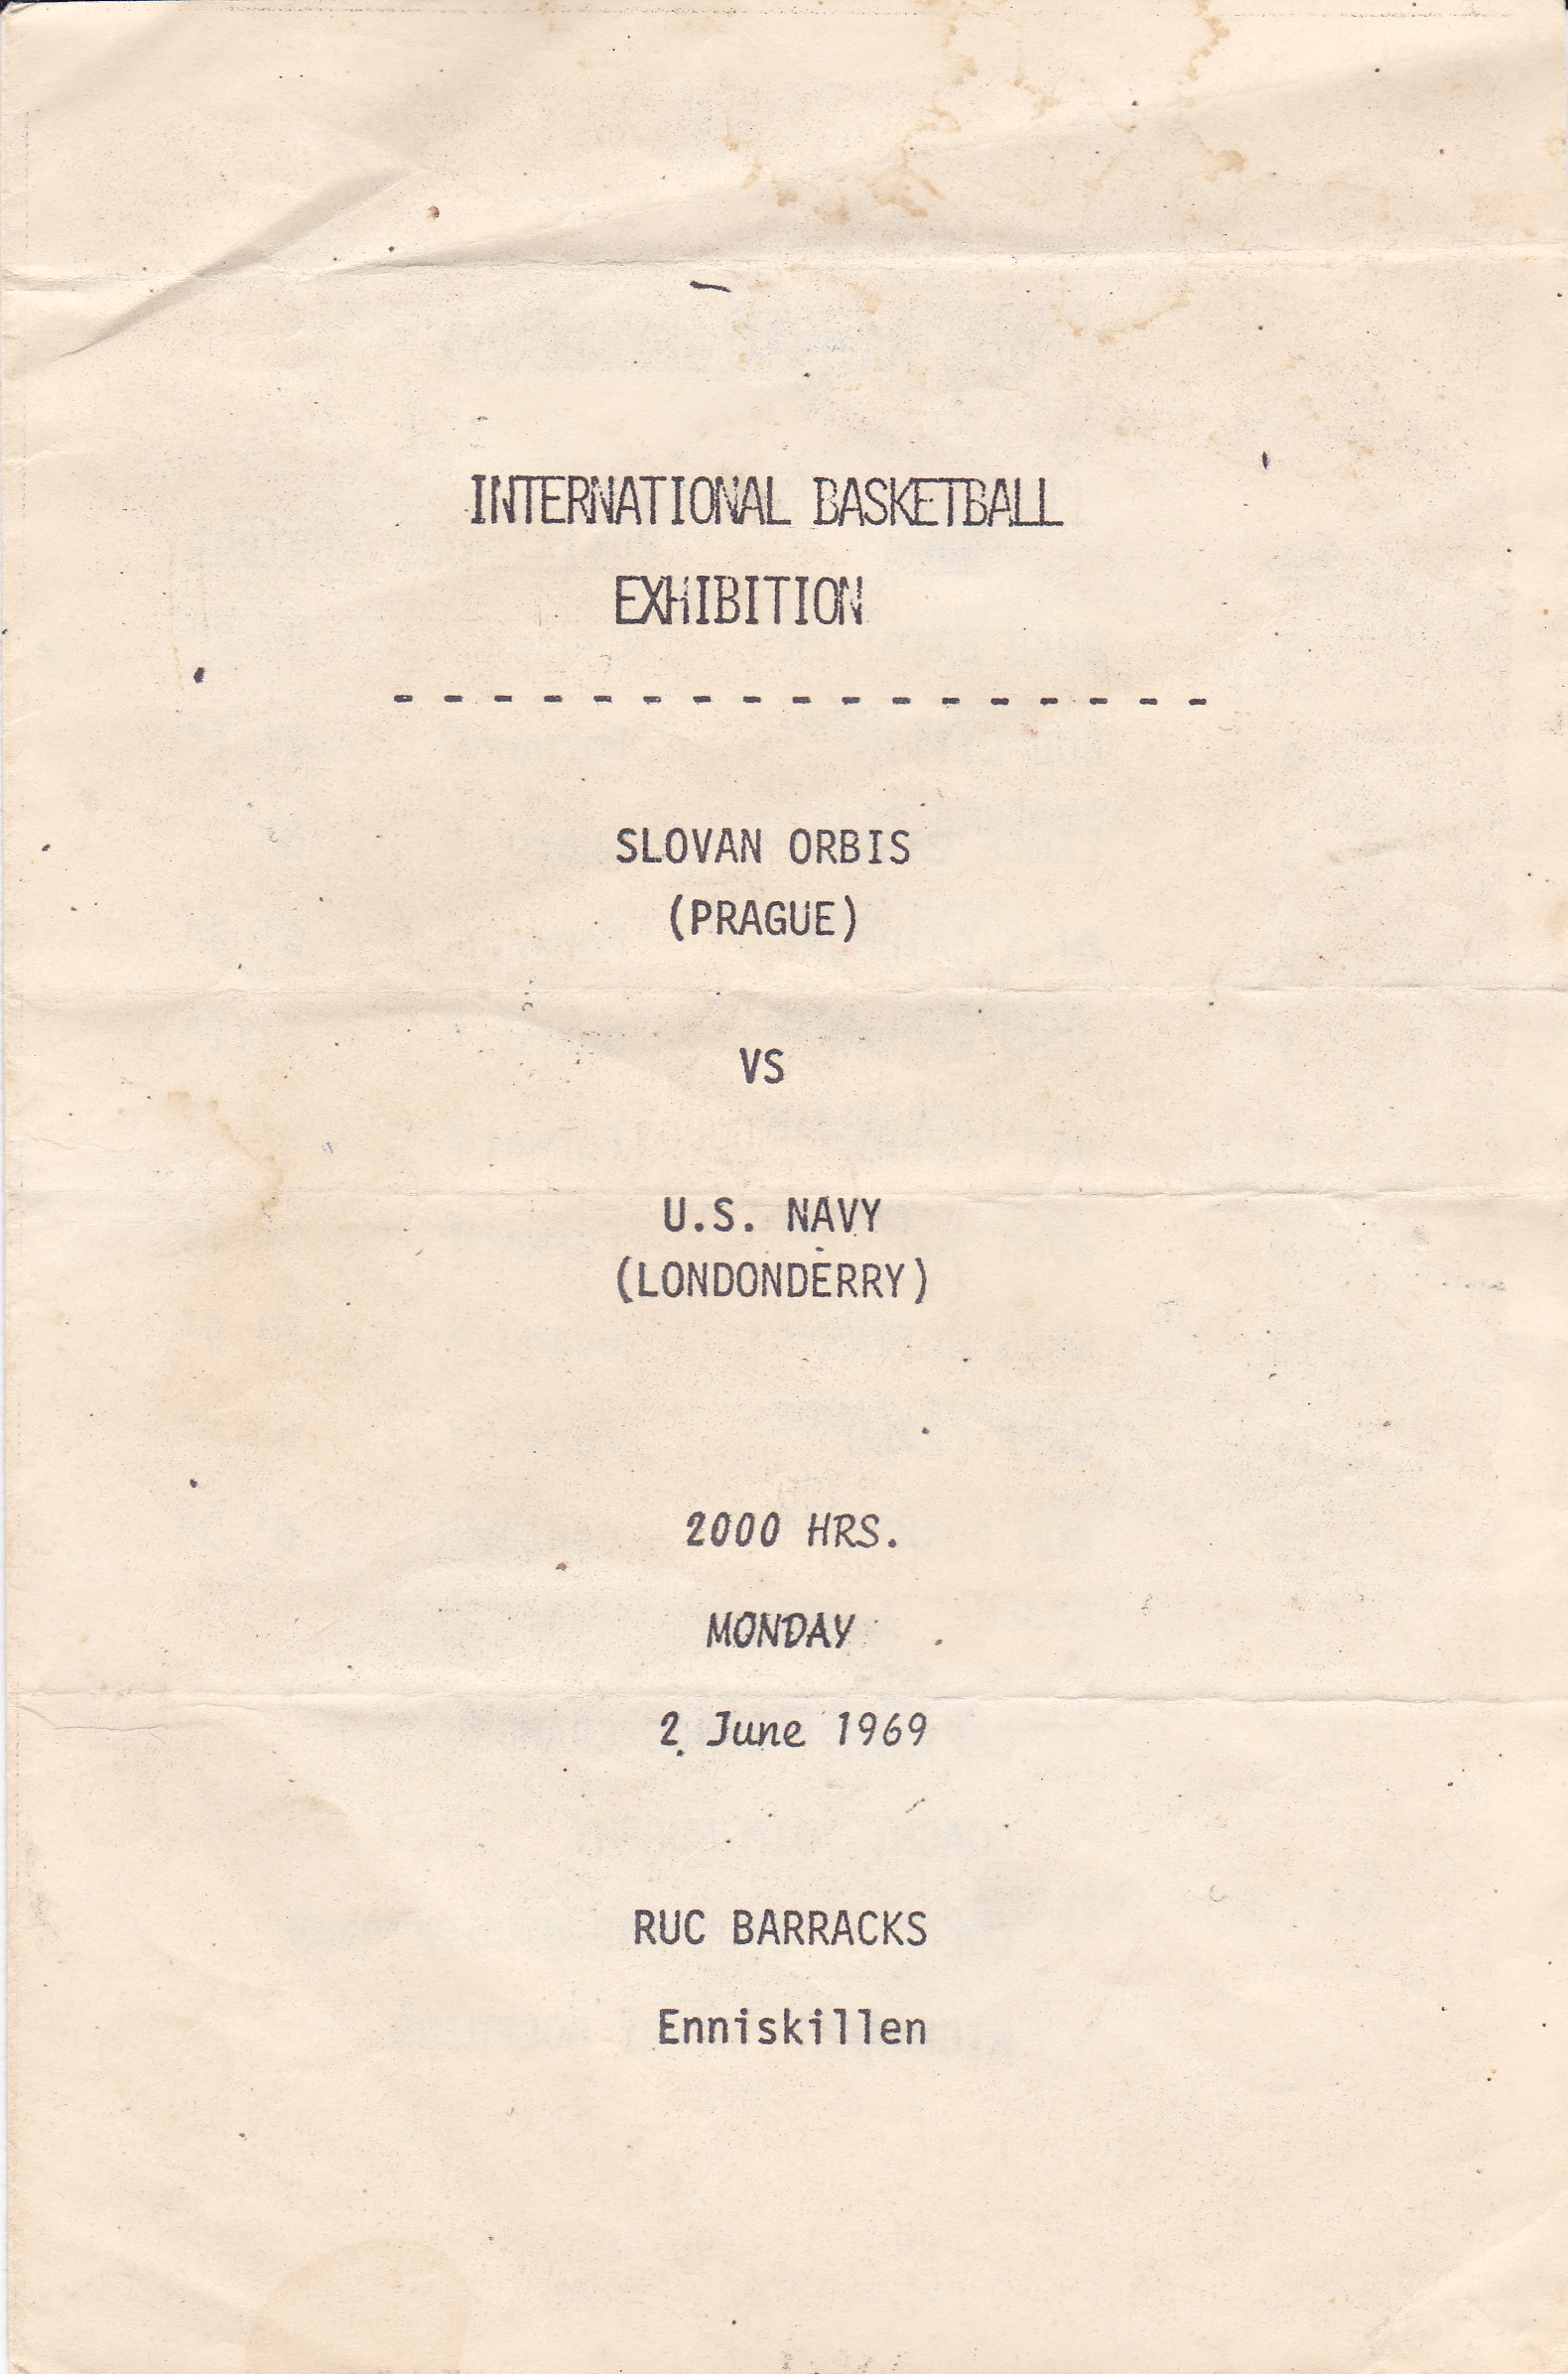 INTERNATIONAL BASKETBALL
EXHIBITION
- - - - - - - - - - - - - - - - -
SLOVAN ORBIS
(PRAGUE)
VS
U.S. NAVY
(LONDONDERRY)
2000 HRS.
MONDAY
2 June 1969
RUC BARRACKS
Enniskillen